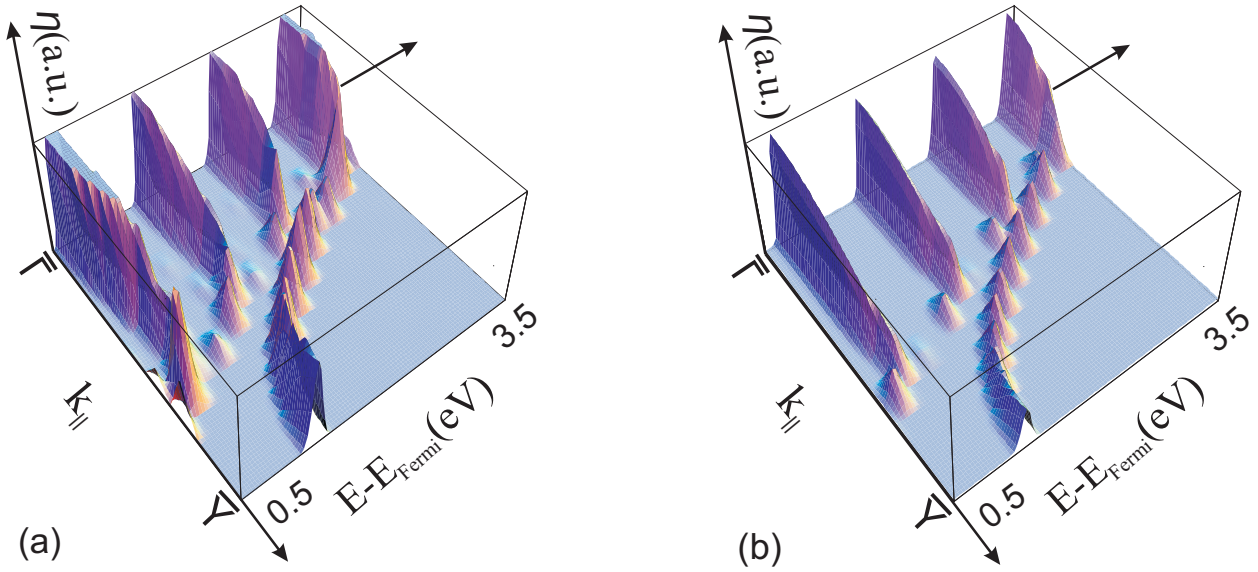 η(a.u.)
Γ̅
k||
Y̅
0.5
E-EFermi(eV)
3.5
(a)
η(a.u.)
Γ̅
k||
Y̅
0.5
E-EFermi(eV)
3.5
(b)